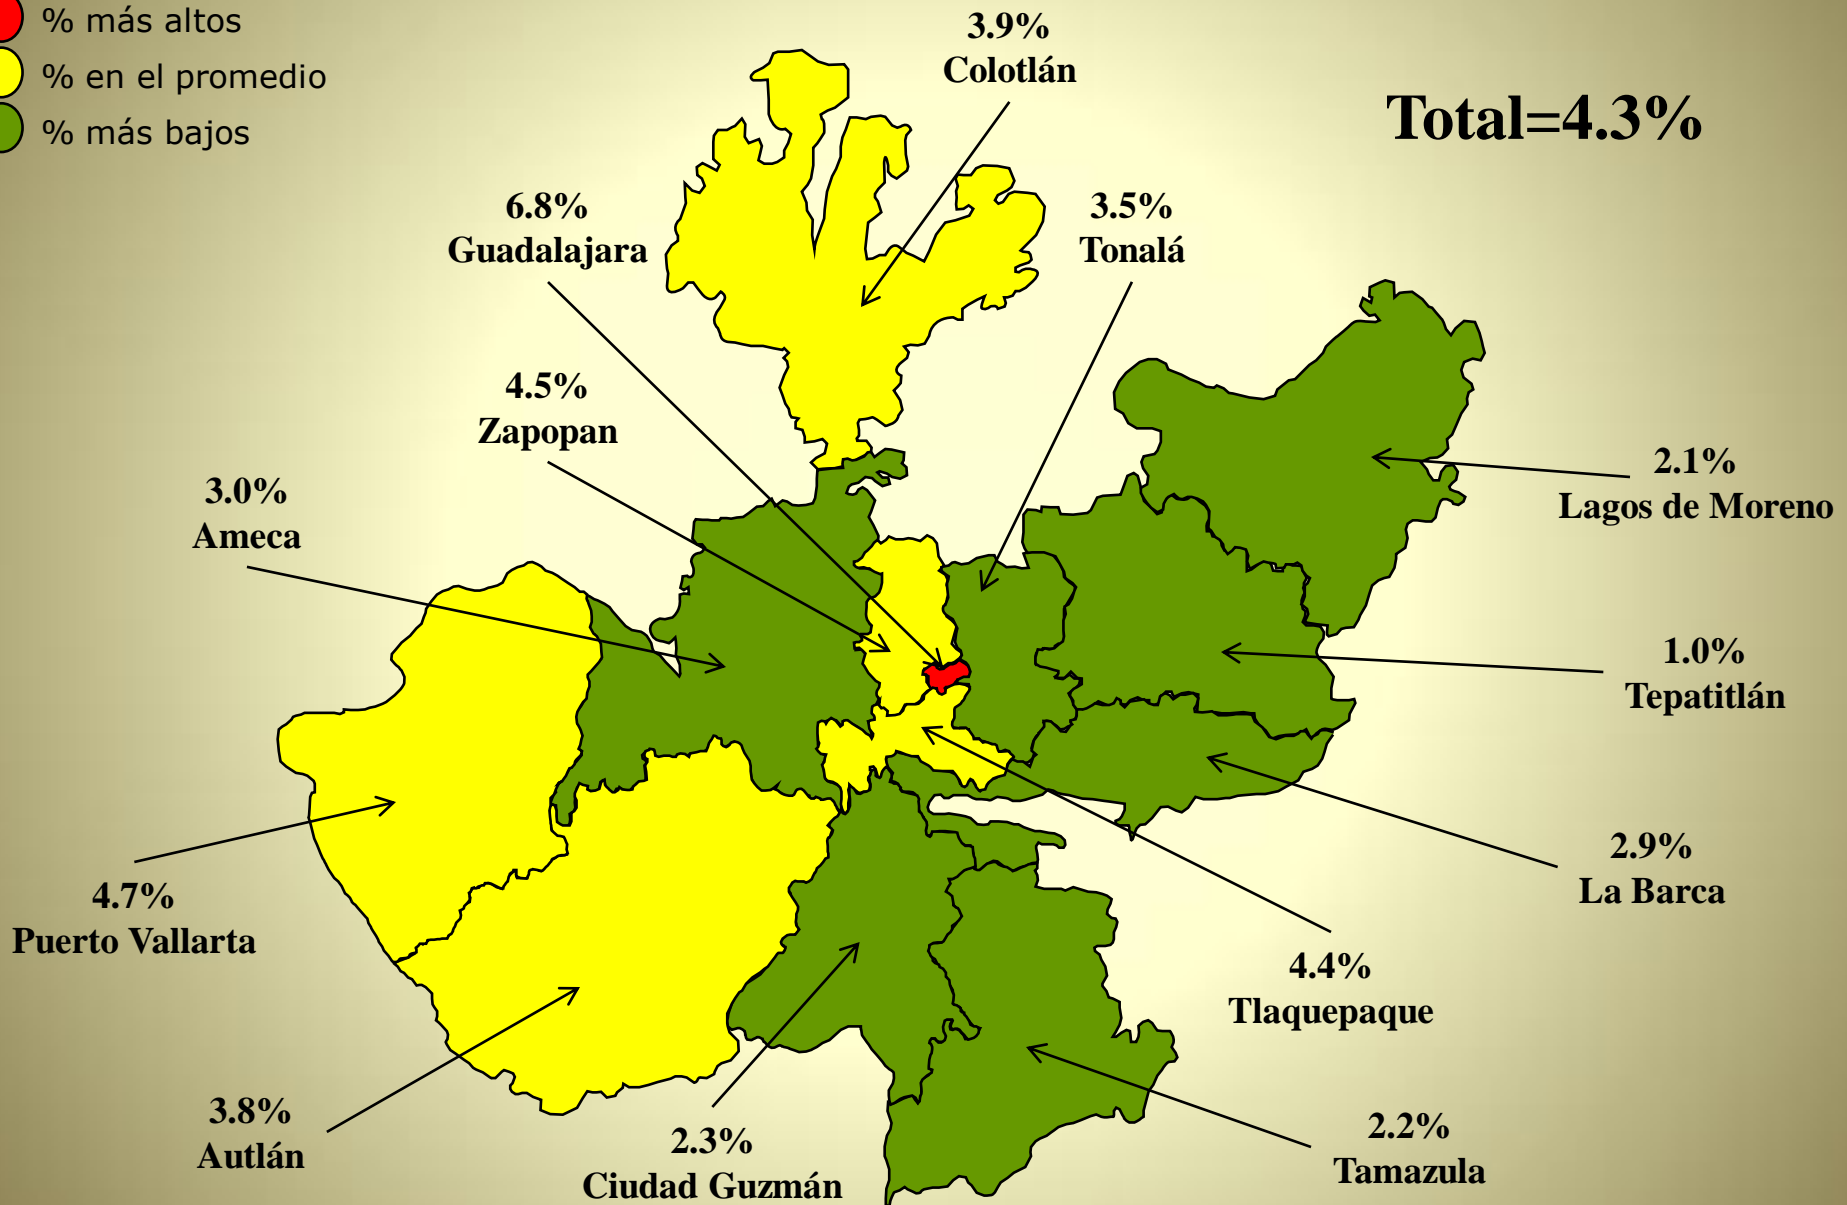 % más altos
% en el promedio
% más bajos
Total=4.3%
3.9%
Colotlán
6.8%
Guadalajara
3.5%
Tonalá
4.5%
Zapopan
3.0%
Ameca
2.1%
Lagos de Moreno
1.0%
Tepatitlán
2.9%
La Barca
4.7%
Puerto Vallarta
4.4%
Tlaquepaque
3.8%
Autlán
2.3%
Ciudad Guzmán
2.2%
Tamazula